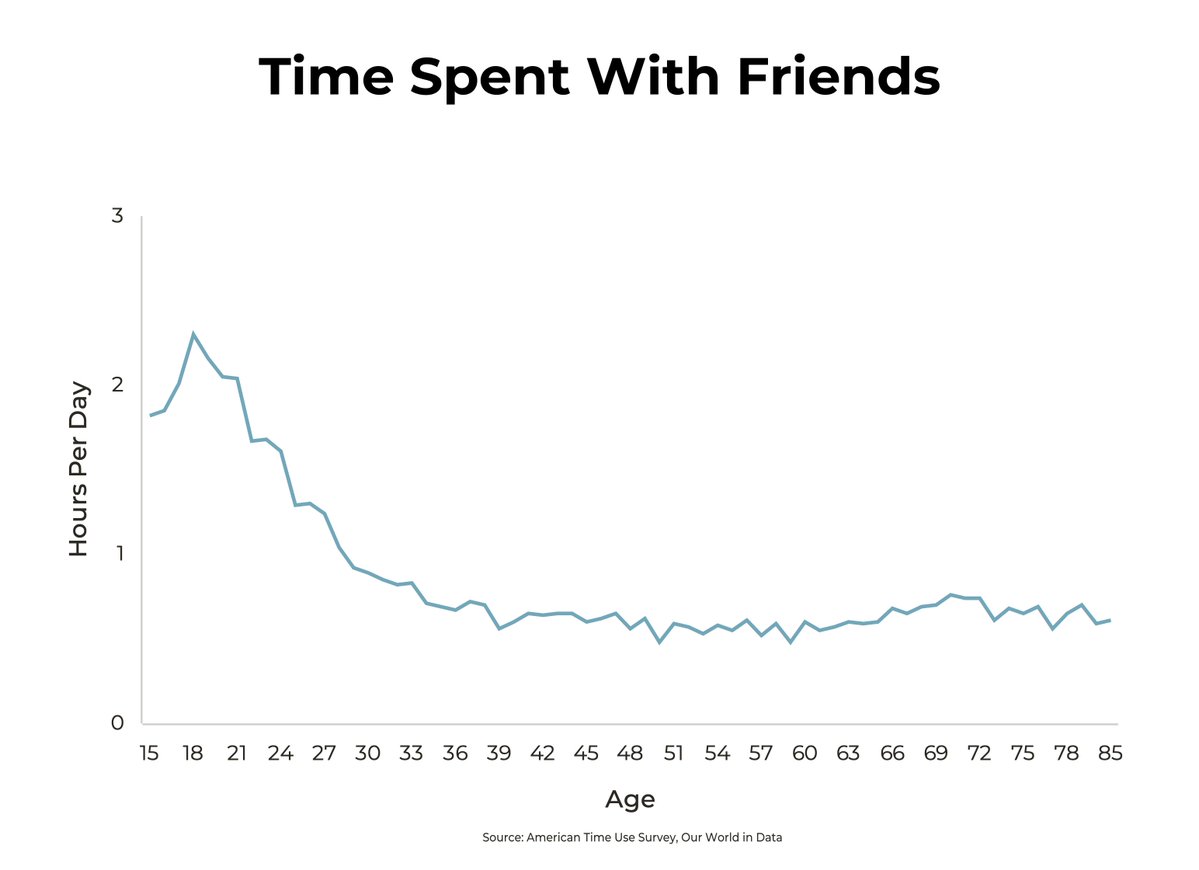 Time Spent With Friends
3
2
1
0
Hours Per Day
15 18 21 24 27 30 33 36 39 42 45 48 51 54 57 60 63 66 69 72 75 78 85
Age
Source: American Time Use Survey, Our World in Data